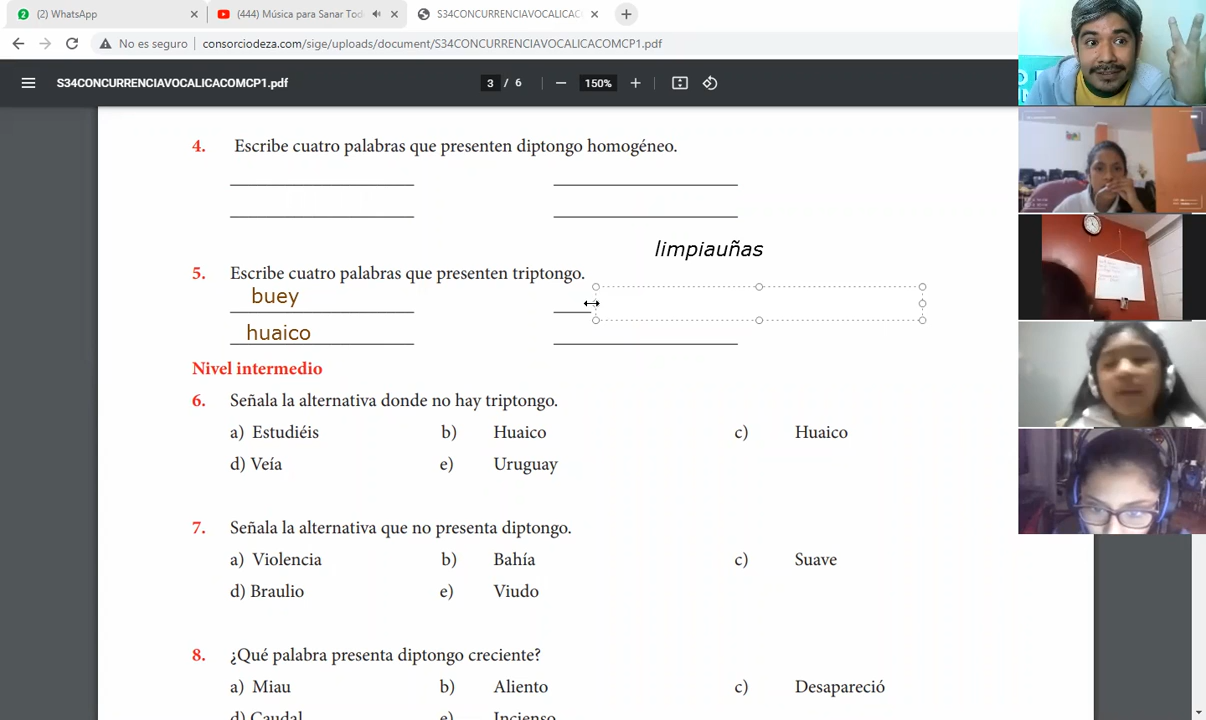 2 (2) WhatsApp × (444) Música para Sanar Tod × S34CONCURRENCIAVOCALICAC × +
No es seguro consorciodeza.com/sige/uploads/document/S34CONCURRENCIAVOCALICAOMCP1.pdf
S34CONCURRENCIAVOCALICACOMCP1.pdf 3 / 6 — 150% +
4. Escribe cuatro palabras que presenten diptongo homogéneo.
limpiauñas
5. Escribe cuatro palabras que presenten triptongo.
buey
huaico
Nivel intermedio
6. Señala la alternativa donde no hay triptongo.
a) Estudiéis b) Huaico c) Huaico
d) Veía e) Uruguay
7. Señala la alternativa que no presenta diptongo.
a) Violencia b) Bahía c) Suave
d) Braulio e) Viudo
8. ¿Qué palabra presenta diptongo creciente?
a) Miau b) Aliento c) Desapareció
d) Caudal e) Incienso